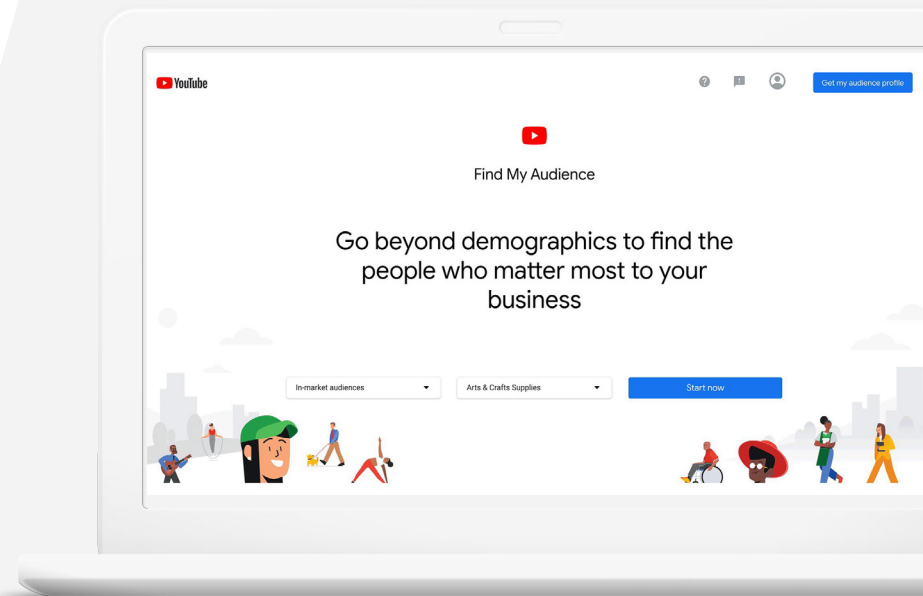 YouTube
Get my audience profile
Find My Audience
Go beyond demographics to find the
people who matter most to your
business
In-market audiences
Arts & Crafts Supplies
Start now